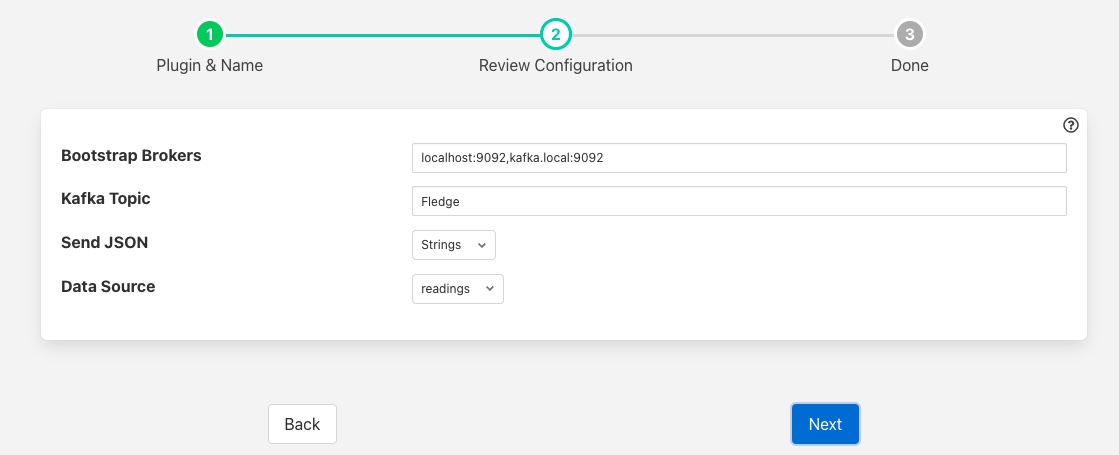 1 2 3
Plugin & Name Review Configuration Done
?
Bootstrap Brokers localhost:9092,kafka.local:9092
Kafka Topic Fledge
Send JSON Strings
Data Source readings
Back Next